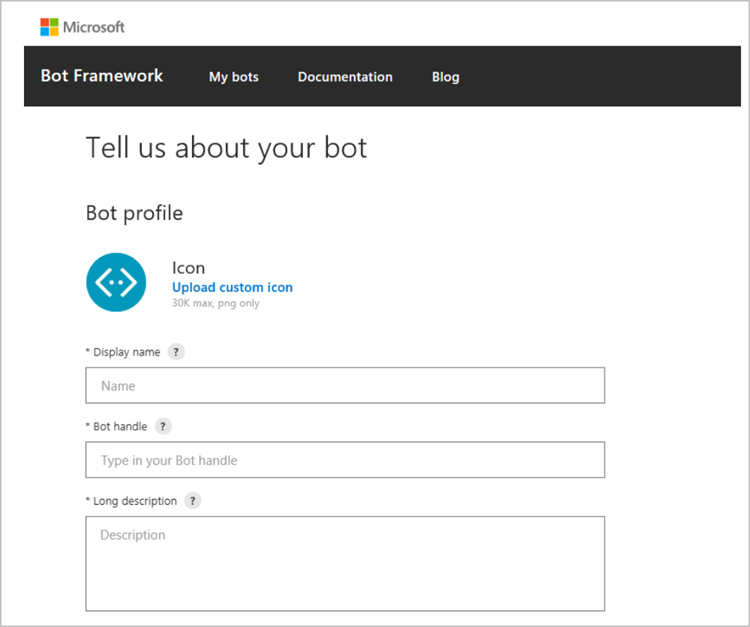 Microsoft
Bot Framework My bots Documentation Blog
Tell us about your bot
Bot profile
Icon
Upload custom icon
30K max, png only
* Display name ?
Name
* Bot handle ?
Type in your Bot handle
* Long description ?
Description